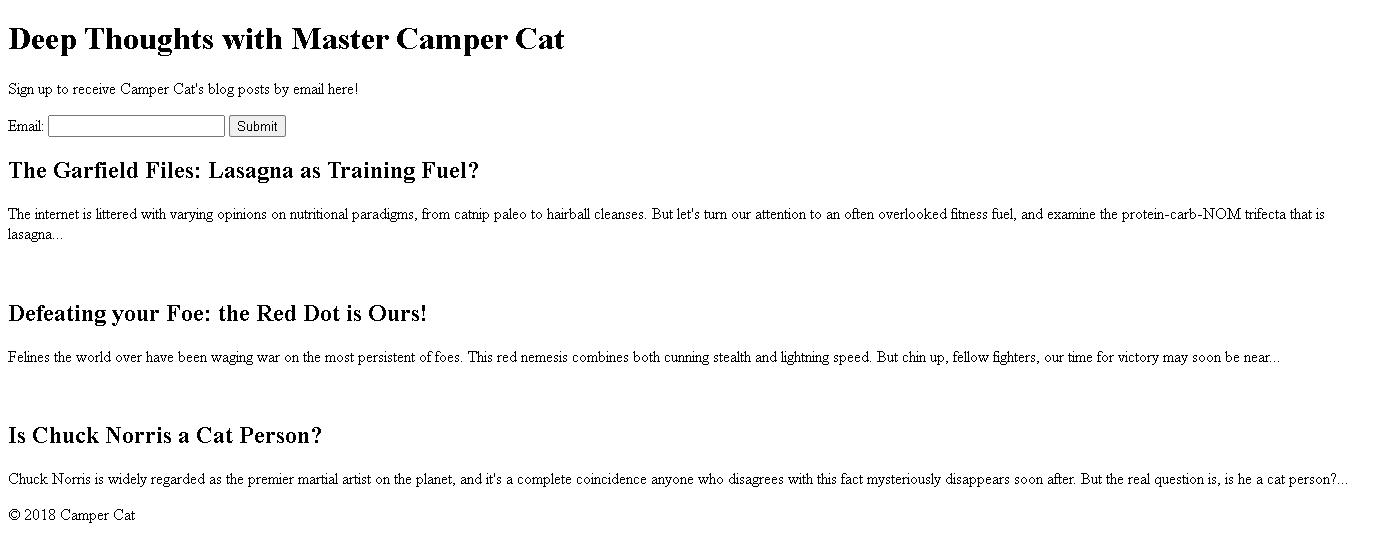 Deep Thoughts with Master Camper Cat
Sign up to receive Camper Cat's blog posts by email here!
Email: Submit
The Garfield Files: Lasagna as Training Fuel?
The internet is littered with varying opinions on nutritional paradigms, from catnip paleo to hairball cleanses. But let's turn our attention to an often overlooked fitness fuel, and examine the protein-carb-NOM trifecta that is
lasagna...
Defeating your Foe: the Red Dot is Ours!
Felines the world over have been waging war on the most persistent of foes. This red nemesis combines both cunning stealth and lightning speed. But chin up, fellow fighters, our time for victory may soon be near...
Is Chuck Norris a Cat Person?
Chuck Norris is widely regarded as the premier martial artist on the planet, and it's a complete coincidence anyone who disagrees with this fact mysteriously disappears soon after. But the real question is, is he a cat person?...
© 2018 Camper Cat